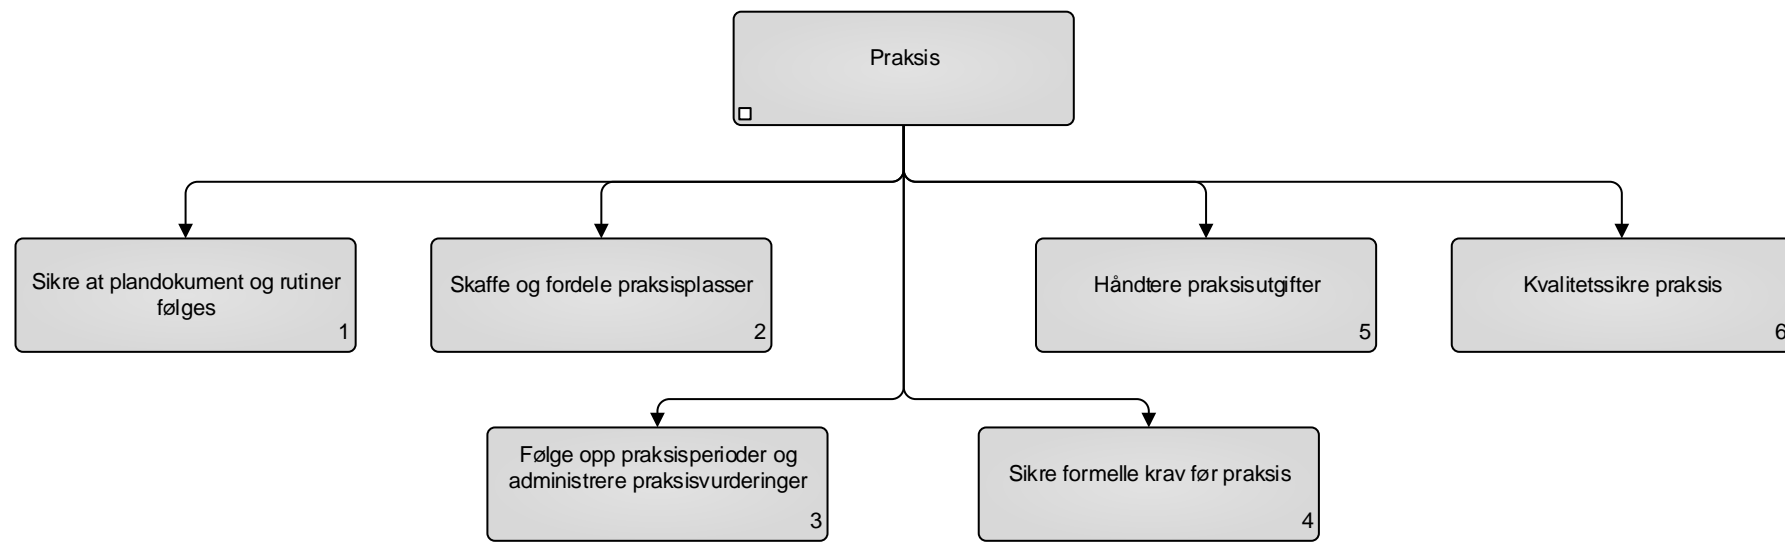 Praksis
Sikre at plandokument og rutiner
følges
1
Skaffe og fordele praksisplasser
2
Håndtere praksisutgifter
5
Kvalitetssikre praksis
6
Følge opp praksisperioder og
administrere praksisvurderinger
3
Sikre formelle krav før praksis
4